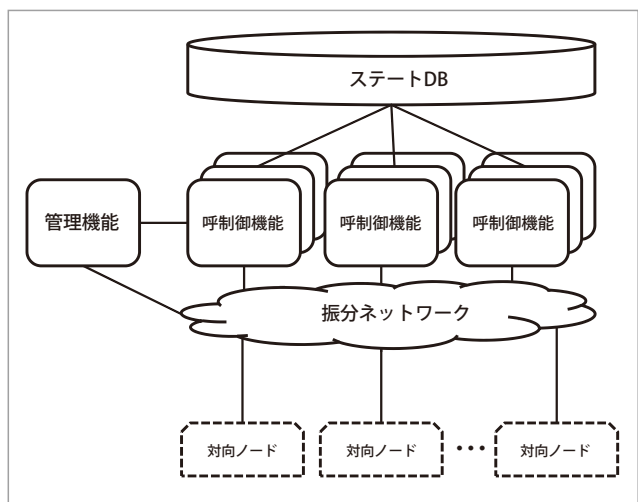 ステートDB
管理機能
呼制御機能
呼制御機能
呼制御機能
振分ネットワーク
対向ノード
対向ノード
･･･
対向ノード